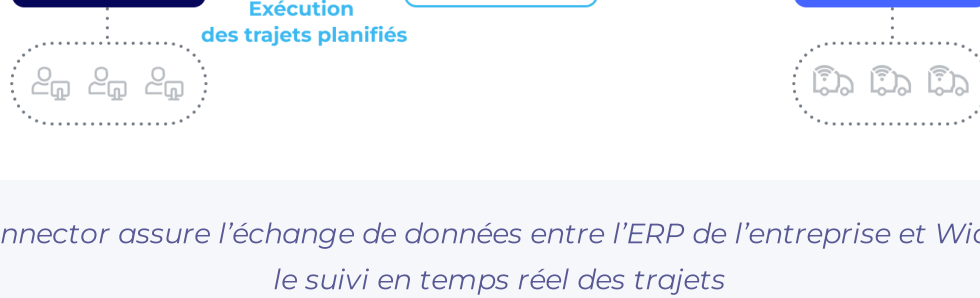 Exécution
des trajets planifiés
nnector assure l’échange de données entre l’ERP de l’entreprise et
le suivi en temps réel des trajets